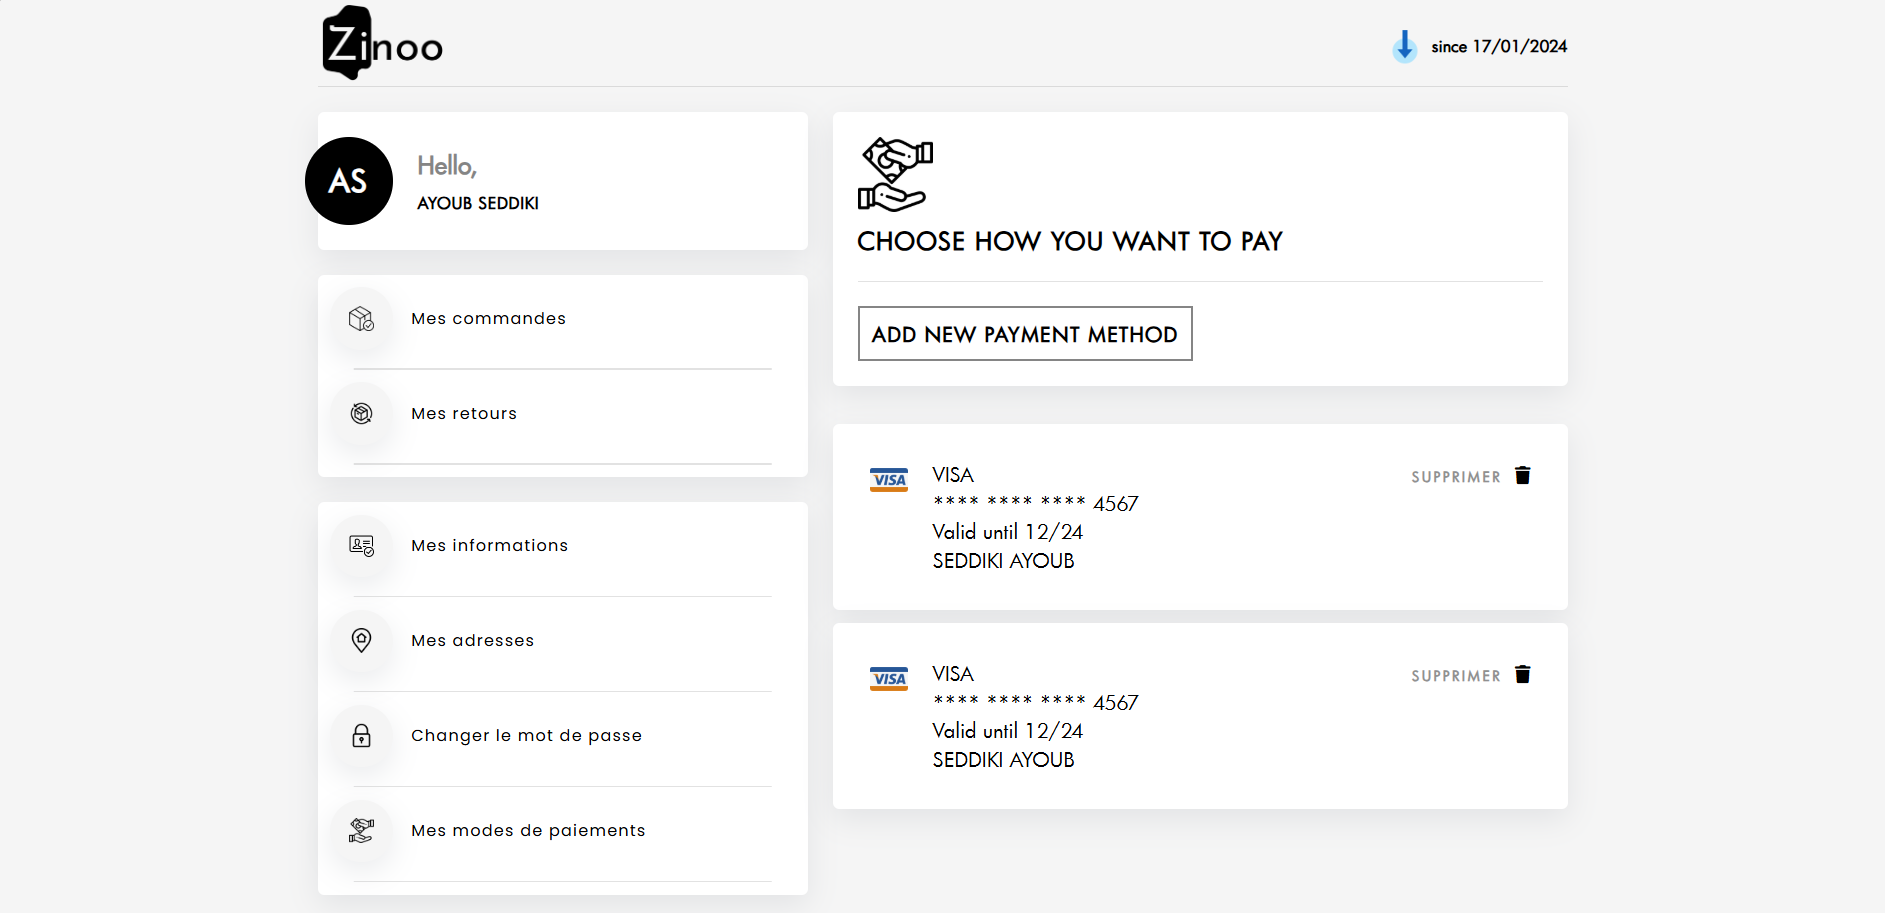 Zinoo
since 17/01/2024
AS
Hello,
AYOUB SEDDIKI
Mes commandes
Mes retours
Mes informations
Mes adresses
Changer le mot de passe
Mes modes de paiements
CHOOSE HOW YOU WANT TO PAY
ADD NEW PAYMENT METHOD
VISA
VISA
SUPPRIMER
**** **** **** 4567
Valid until 12/24
SEDDIKI AYOUB
VISA
VISA
SUPPRIMER
**** **** **** 4567
Valid until 12/24
SEDDIKI AYOUB